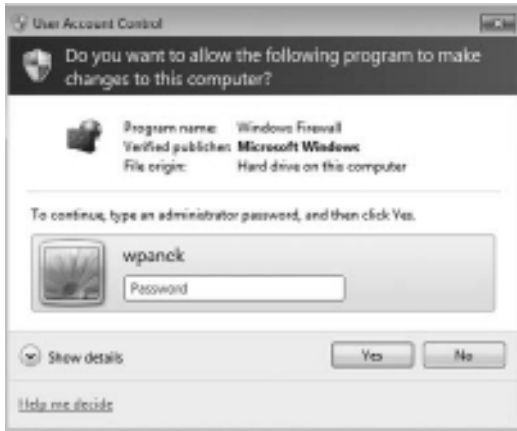 User Account Control
Do you want to allow the following program to make
changes to this computer?
Program name: Windows Firewall
Verified publisher: Microsoft Windows
File origin: Hard drive on this computer
To continue, type an administrator password, and then click Yes.
wpanek
Password
Show details
Yes
No
Help me decide